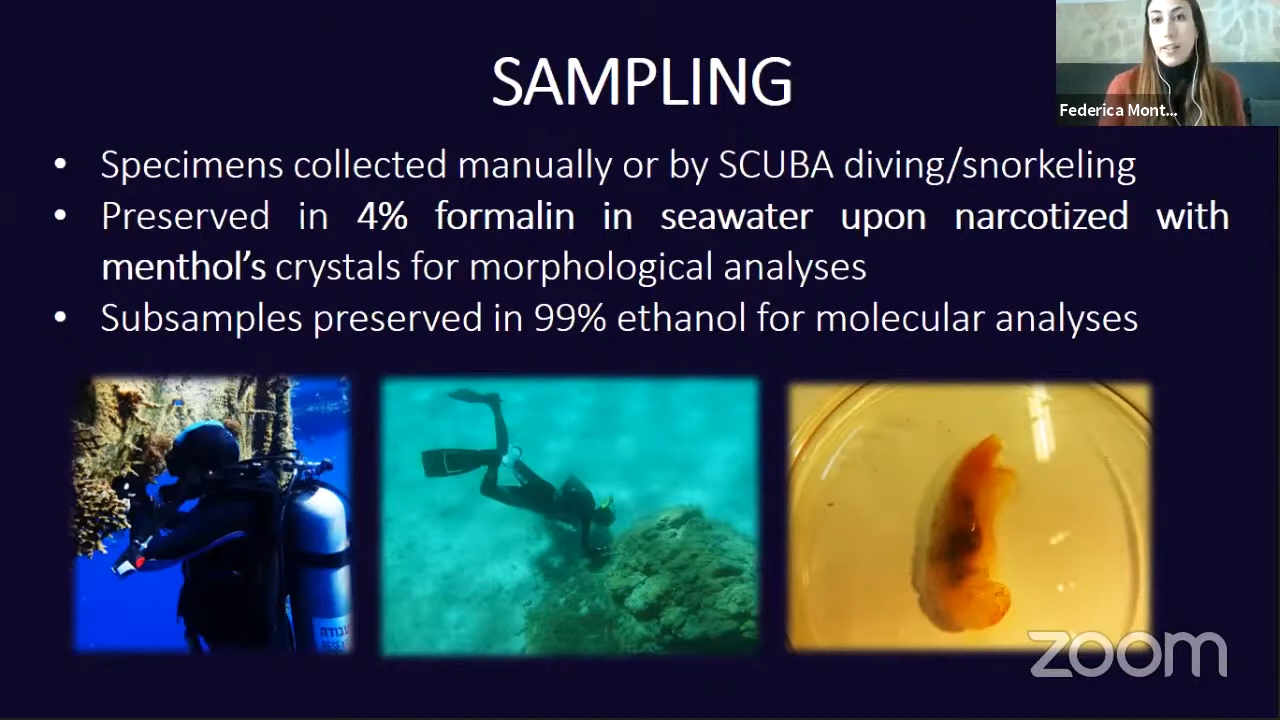 SAMPLING
Federica Mont...
• Specimens collected manually or by SCUBA diving/snorkeling
• Preserved in 4% formalin in seawater upon narcotized with
menthol’s crystals for morphological analyses
• Subsamples preserved in 99% ethanol for molecular analyses
עבודה
zoom